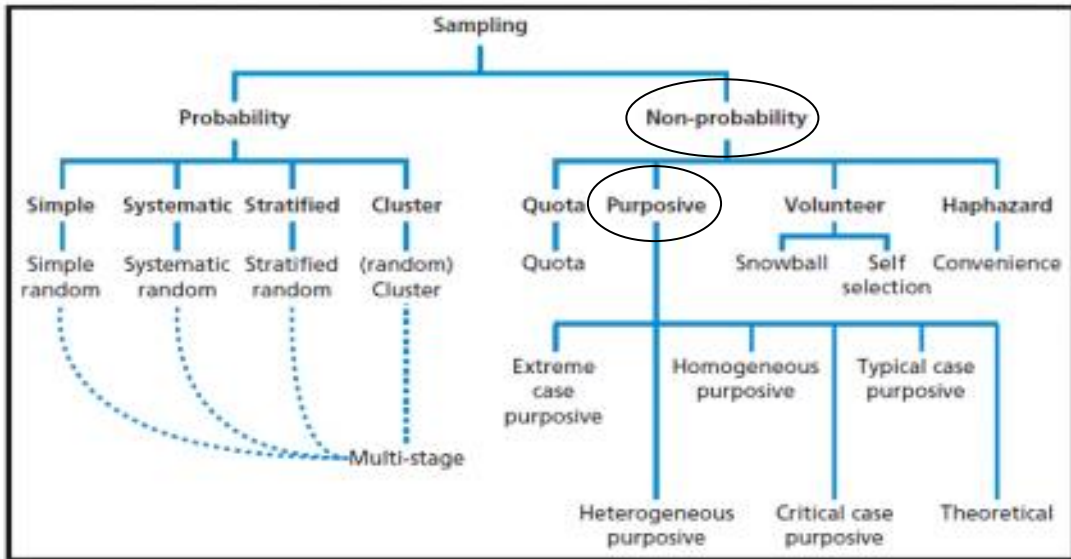 Sampling
Probability
Non-probability
Simple
Systematic
Stratified
Cluster
Quota
Purposive
Volunteer
Haphazard
Simple
random
Systematic
random
Stratified
random
(random)
Cluster
Quota
Snowball
Self
selection
Convenience
Extreme
case
purposive
Homogeneous
purposive
Typical case
purposive
Multi-stage
Heterogeneous
purposive
Critical case
purposive
Theoretical